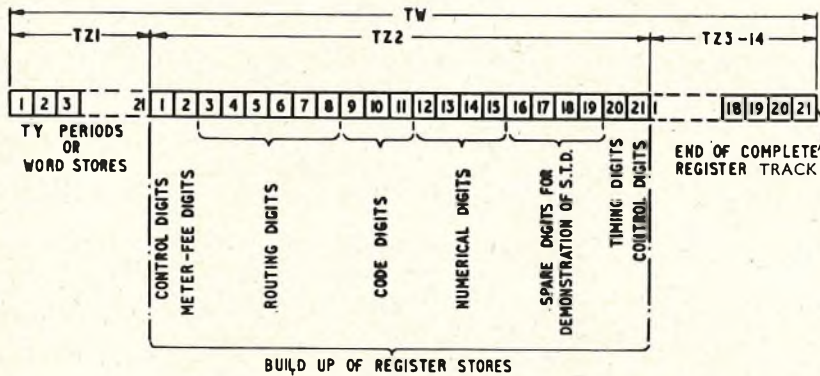 TW
TZ1 TZ2 TZ3-14
1 2 3 21 1 2 3 4 5 6 7 8 9 10 11 12 13 14 15 16 17 18 19 20 21 1 18 19 20 21
TY PERIODS
OR
WORD STORES
CONTROL DIGITS
METER-FEE DIGITS
ROUTING DIGITS
CODE DIGITS
NUMERICAL DIGITS
SPARE DIGITS FOR
DEMONSTRATION OF S.T.D.
TIMING DIGITS
CONTROL DIGITS
END OF COMPLETE
REGISTER TRACK
BUILD UP OF REGISTER STORES